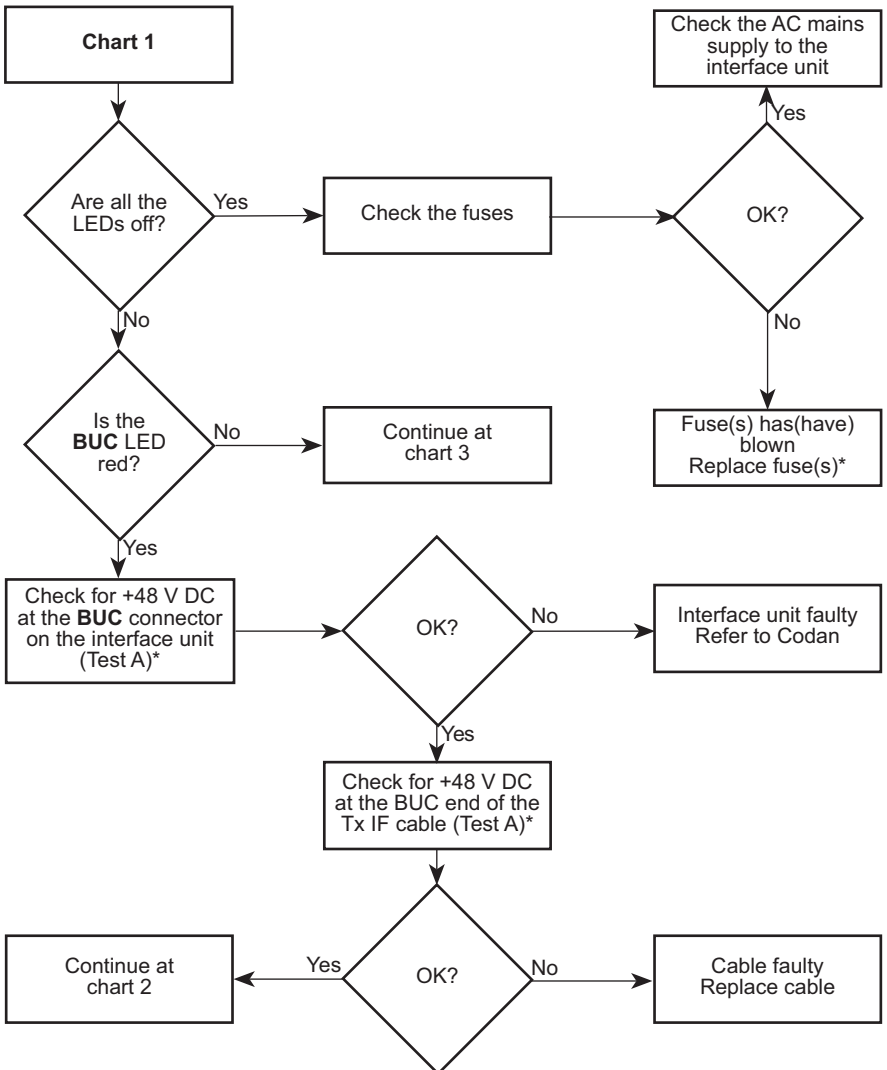 Chart 1
Check the AC mains
supply to the
interface unit
Yes
Are all the
LEDs off?
Yes
Check the fuses
OK?
No
No
Is the
BUC LED
red?
No
Continue at
chart 3
Fuse(s) has(have)
blown
Replace fuse(s)*
Yes
Check for +48 V DC
at the BUC connector
on the interface unit
(Test A)*
OK?
No
Interface unit faulty
Refer to Codan
Yes
Check for +48 V DC
at the BUC end of the
Tx IF cable (Test A)*
Continue at
chart 2
Yes
OK?
No
Cable faulty
Replace cable